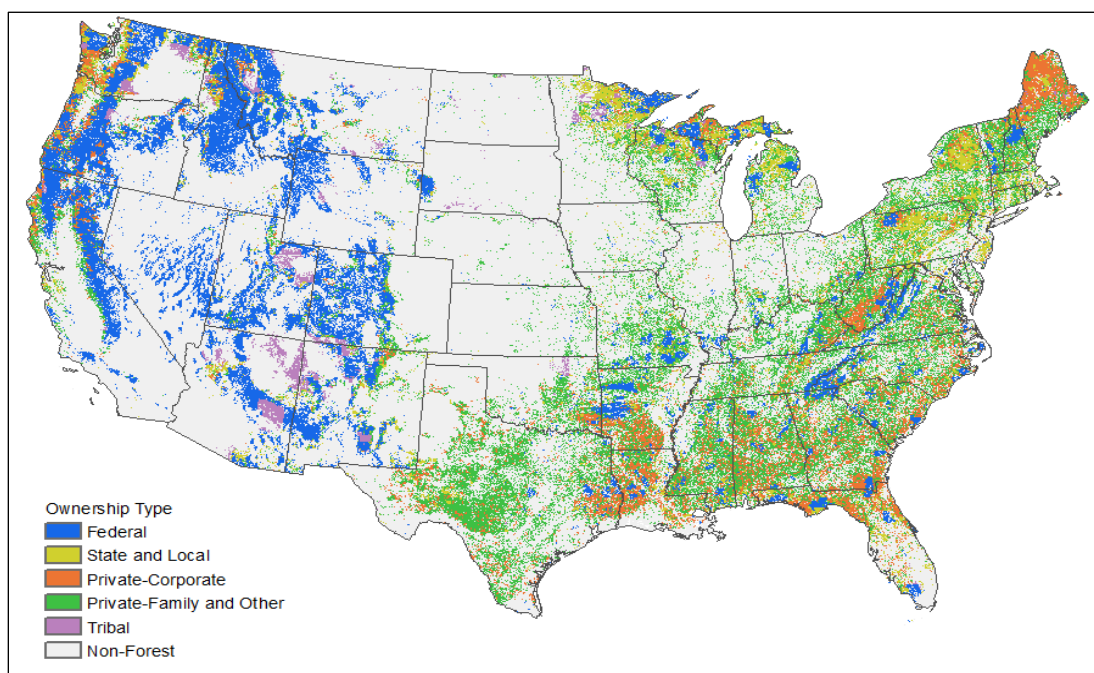 Ownership Type
Federal
State and Local
Private-Corporate
Private-Family and Other
Tribal
Non-Forest